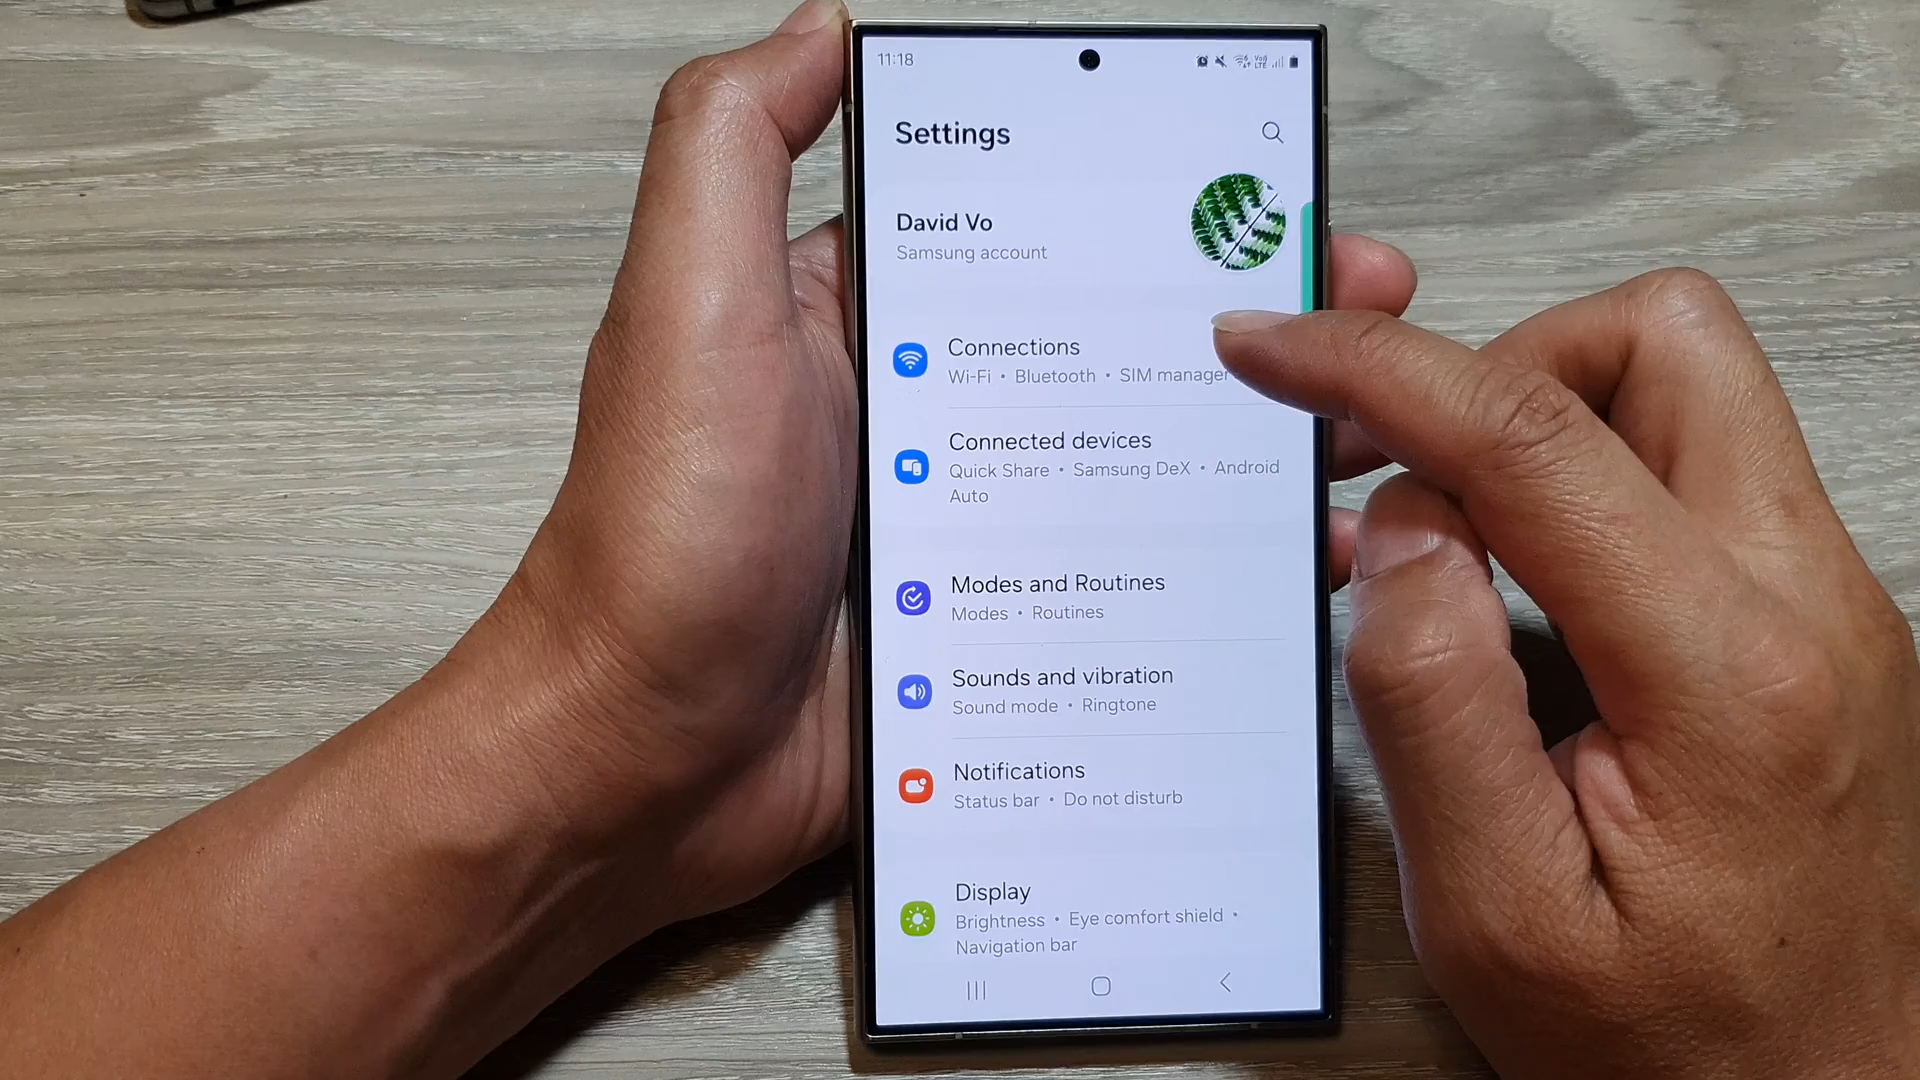 11:18
Vo))
LTE
Settings
David Vo
Samsung account
Connections
Wi-Fi • Bluetooth • SIM manager
Connected devices
Quick Share • Samsung DeX • Android
Auto
Modes and Routines
Modes • Routines
Sounds and vibration
Sound mode • Ringtone
Notifications
Status bar • Do not disturb
Display
Brightness • Eye comfort shield •
Navigation bar